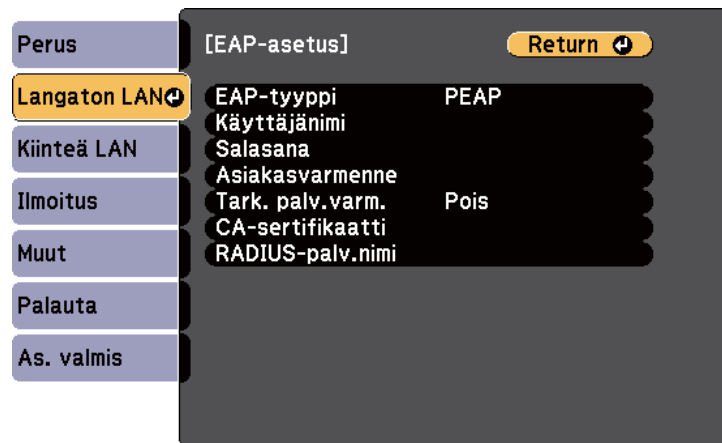 Perus
Langaton LAN
Kiinteä LAN
Ilmoitus
Muut
Palauta
As. valmis
[EAP-asetus]
Return
EAP-tyyppi PEAP
Käyttäjänimi
Salasana
Asiakasvarmenne
Tark. palv.varm. Pois
CA-sertifikaatti
RADIUS-palv.nimi